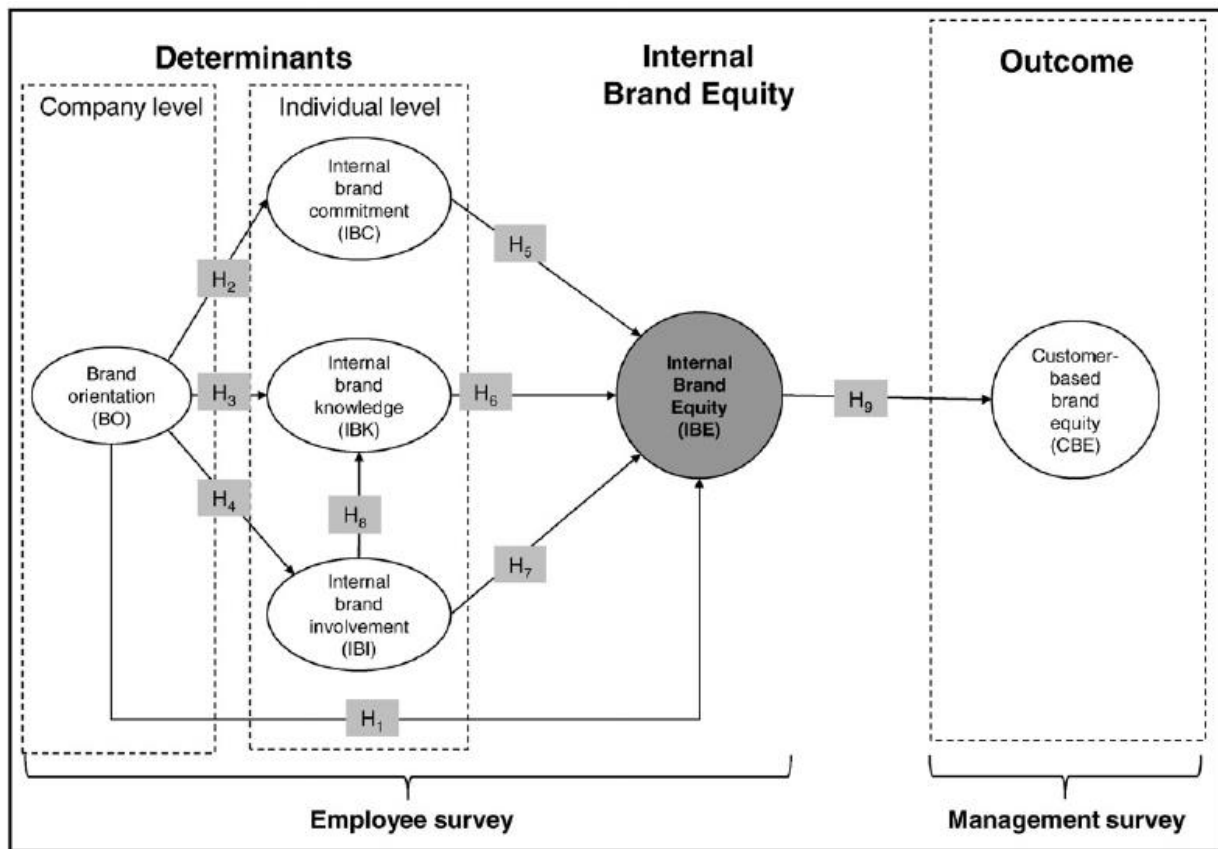 Determinants
Internal
Brand Equity
Outcome
Company level
Individual level
Internal
brand
commitment
(IBC)
H₅
H₂
Brand
orientation
(BO)
H₃
Internal
brand
knowledge
(IBK)
H₆
Internal
Brand
Equity
(IBE)
H₉
Customer-
based
brand
equity
(CBE)
H₄
H₈
H₇
Internal
brand
involvement
(IBI)
H₁
Employee survey
Management survey